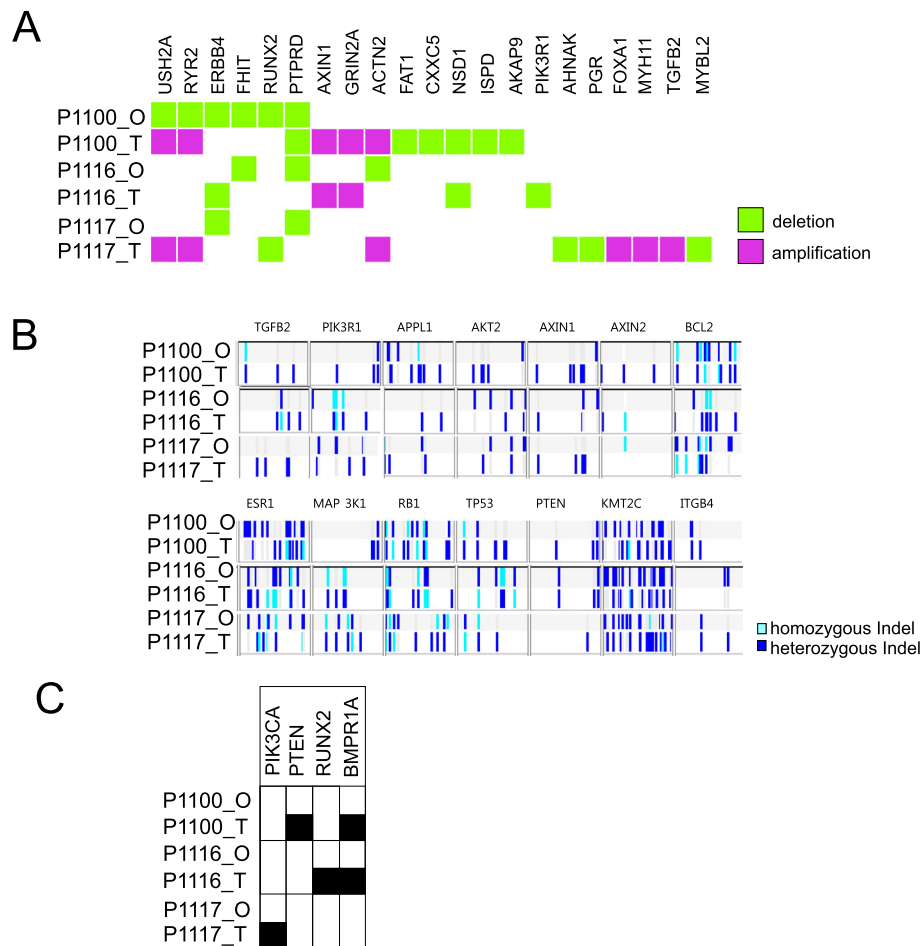 A
USH2A RYR2 ERBB4 FHIT RUNX2 PTPRD AXIN1 GRIN2A ACTN2 FAT1 CXXC5 NSD1 ISPD AKAP9 PIK3R1 AHNAK PGR FOXA1 MYH11 TGFB2 MYBL2
P1100_O
P1100_T
P1116_O
P1116_T
P1117_O
P1117_T
deletion
amplification
B
TGFB2 PIK3R1 APPL1 AKT2 AXIN1 AXIN2 BCL2
P1100_O
P1100_T
P1116_O
P1116_T
P1117_O
P1117_T
ESR1 MAP 3K1 RB1 TP53 PTEN KMT2C ITGB4
P1100_O
P1100_T
P1116_O
P1116_T
P1117_O
P1117_T
homozygous Indel
heterozygous Indel
C
PIK3CA PTEN RUNX2 BMPR1A
P1100_O
P1100_T
P1116_O
P1116_T
P1117_O
P1117_T